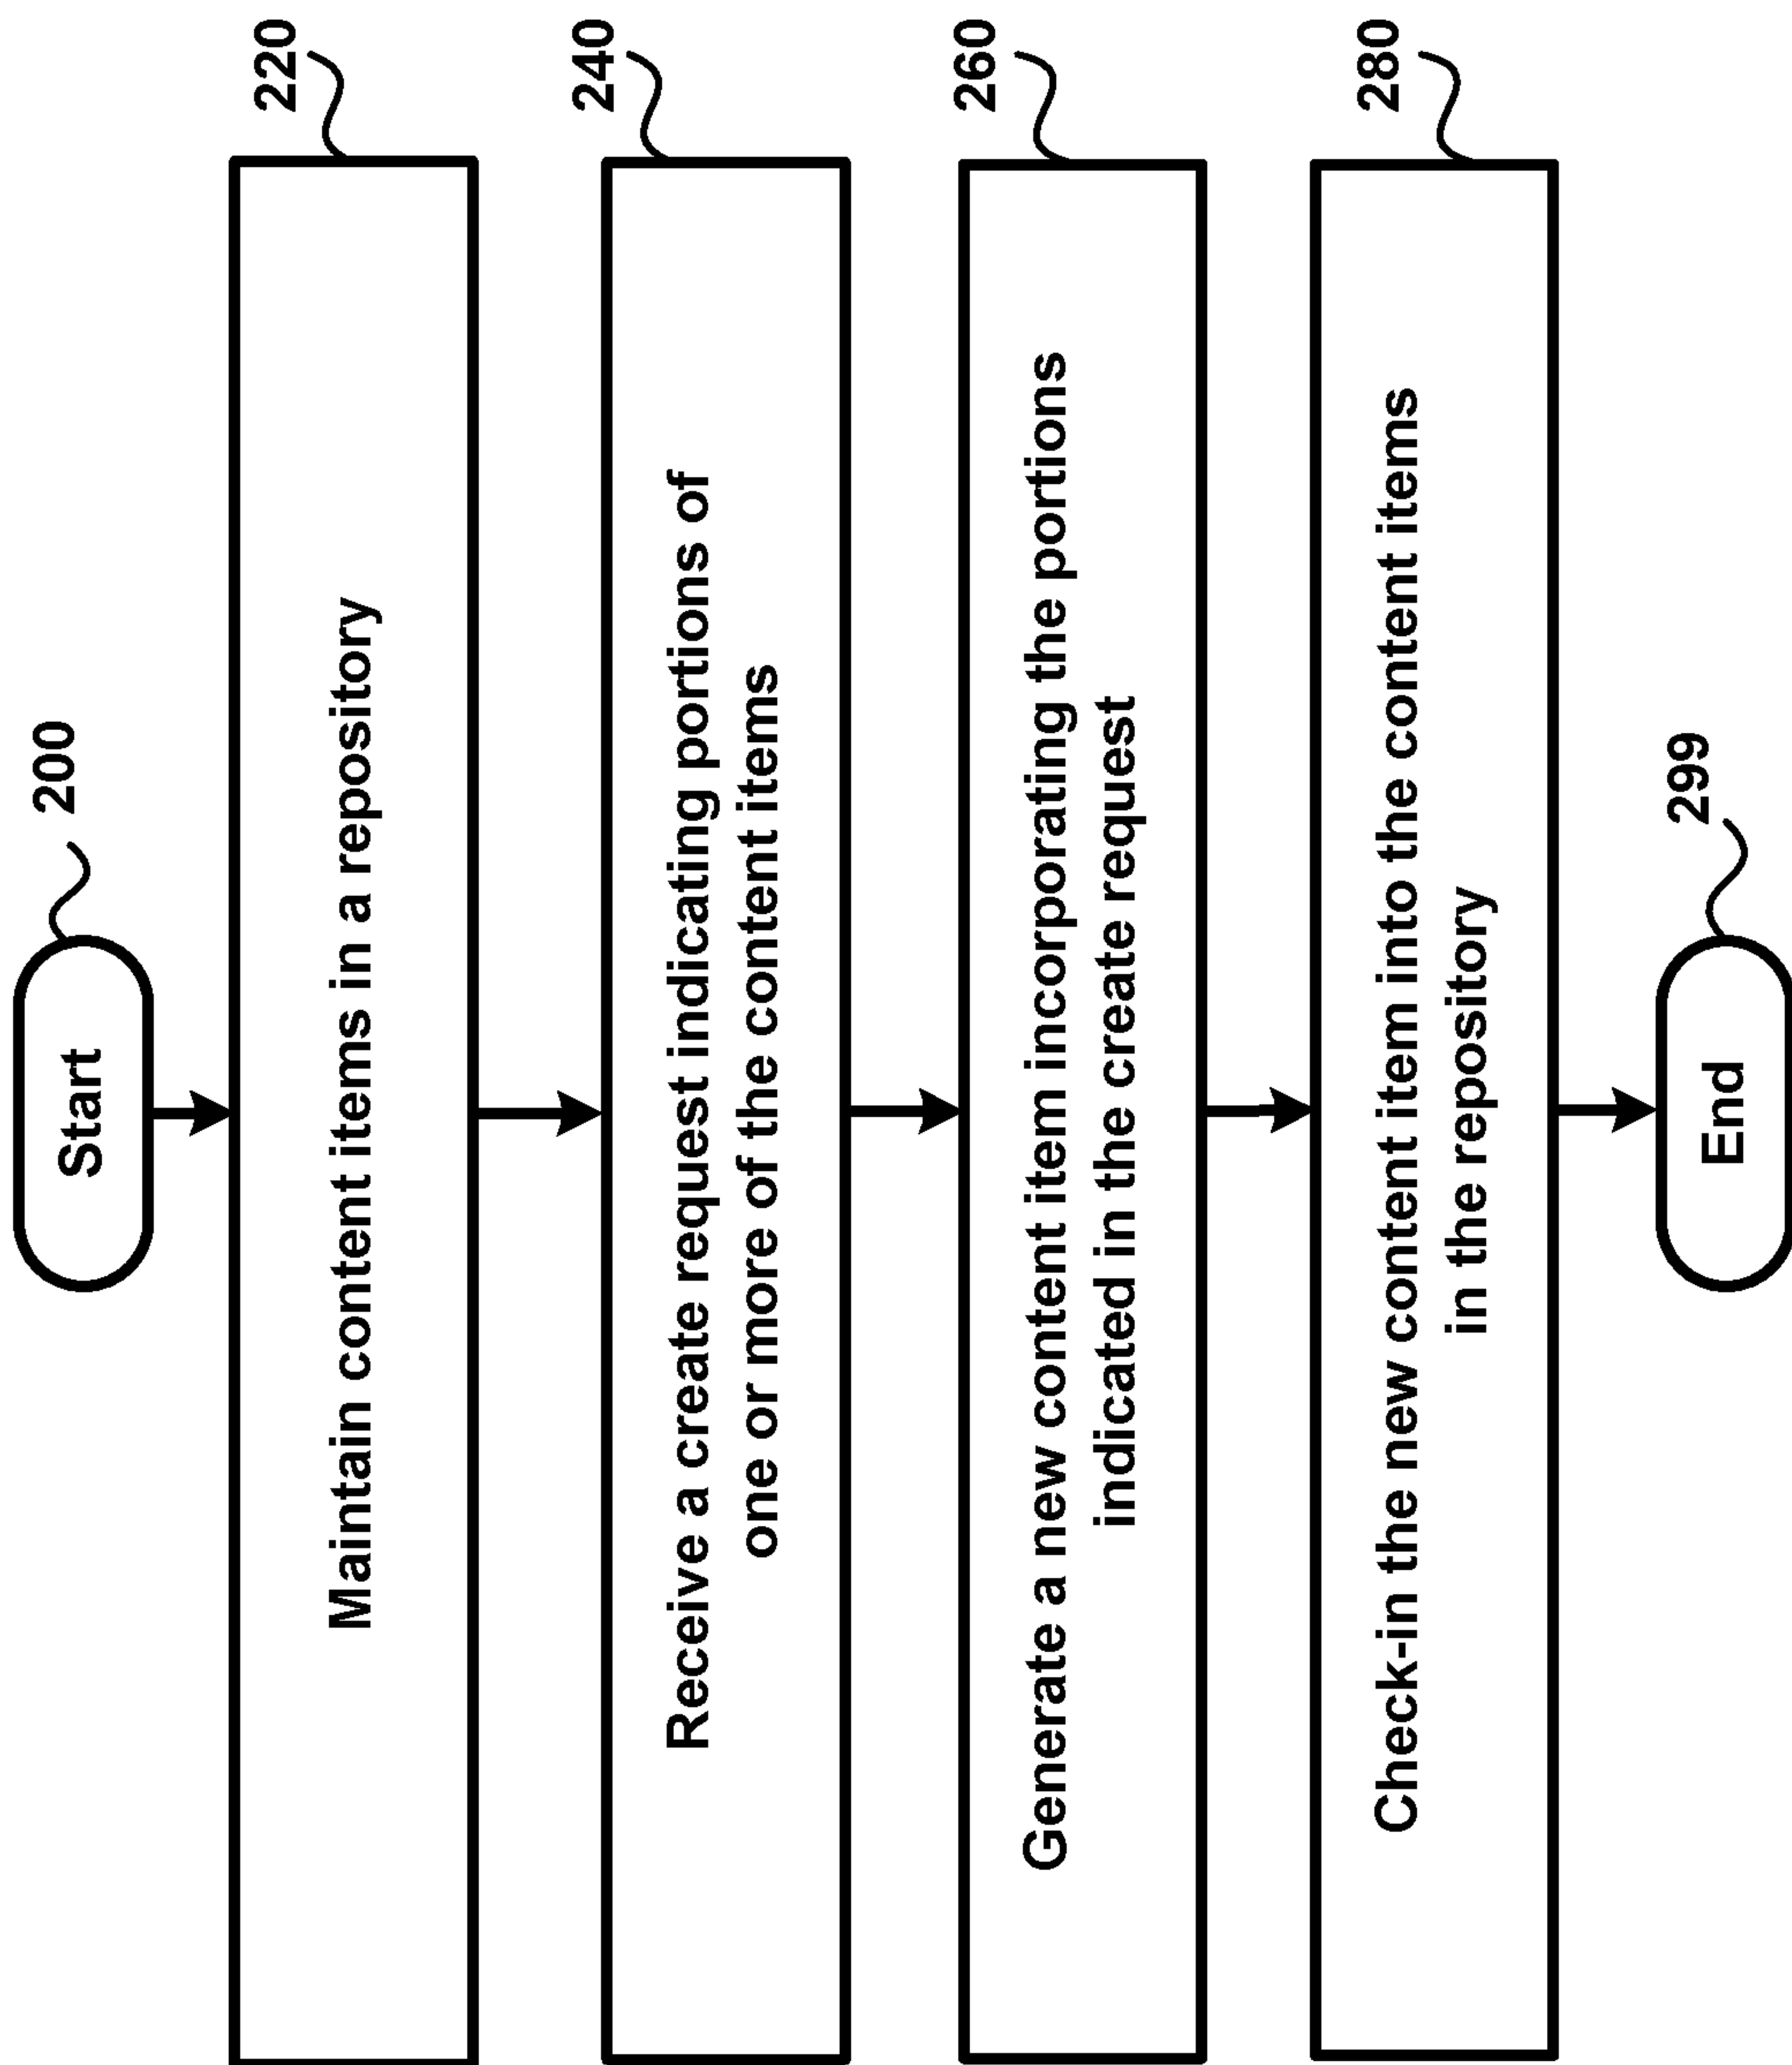 200
Start
220
Maintain content items in a repository
240
Receive a create request indicating portions of
one or more of the content items
260
Generate a new content item incorporating the portions
indicated in the create request
280
Check-in the new content item into the content items
in the repository
299
End